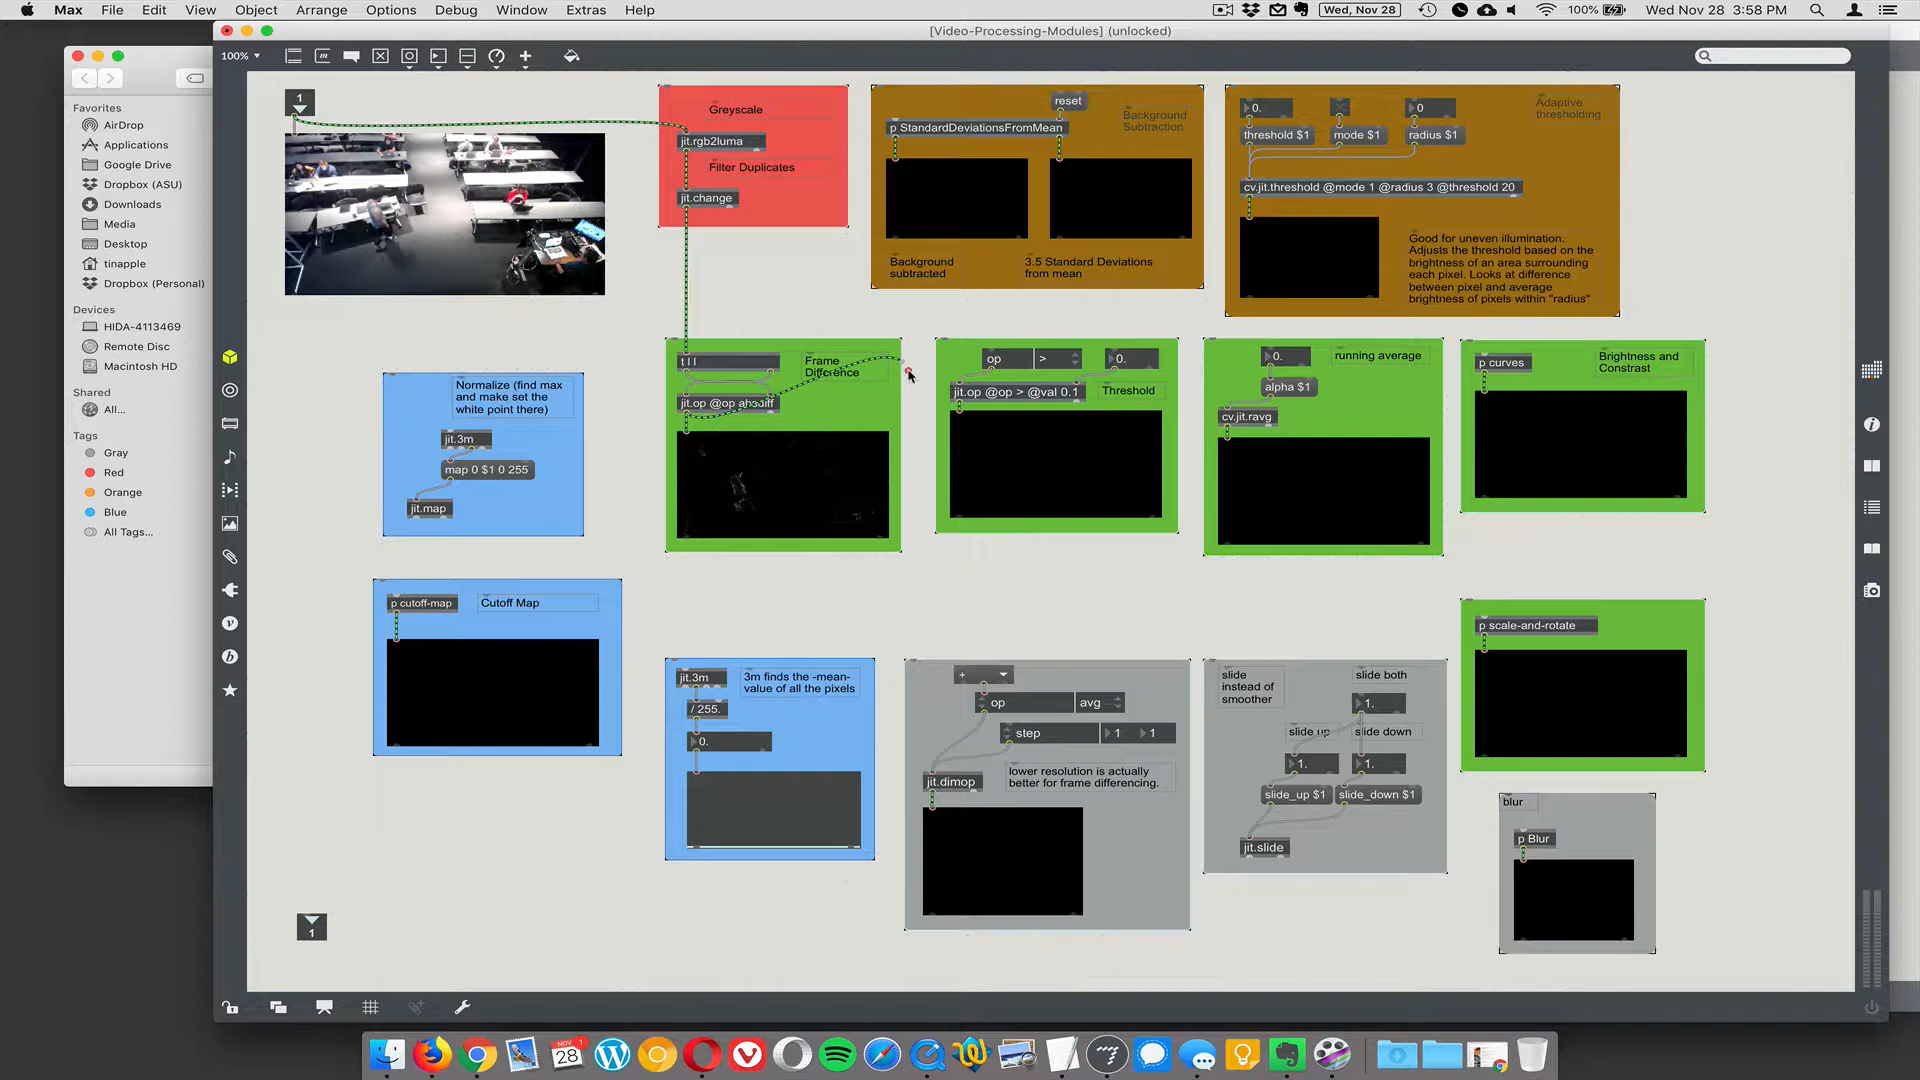 Max File Edit View Object Arrange Options Debug Window Extras Help
Wed, Nov 28
100%
Wed Nov 28 3:58 PM
[Video-Processing-Modules] (unlocked)
100%
Favorites
AirDrop
Applications
Google Drive
Dropbox (ASU)
Downloads
Media
Desktop
tinapple
Dropbox (Personal)
Devices
HIDA-4113469
Remote Disc
Macintosh HD
Shared
All...
Tags
Gray
Red
Orange
Blue
All Tags...
1
Greyscale
jit.rgb2luma
Filter Duplicates
jit.change
reset
p StandardDeviationsFromMean
Background
Subtraction
Background
subtracted
3.5 Standard Deviations
from mean
0.
0
Adaptive
thresholding
threshold $1
mode $1
radius $1
cv.jit.threshold @mode 1 @radius 3 @threshold 20
Good for uneven illumination.
Adjusts the threshold based on the
brightness of an area surrounding
each pixel. Looks at difference
between pixel and average
brightness of pixels within "radius"
Normalize (find max
and make set the
white point there)
jit.3m
map 0 $1 0 255
jit.map
t l l
Frame
Difference
jit.op @op absdiff
op
>
0.
jit.op @op > @val 0.1
Threshold
0.
running average
alpha $1
cv.jit.ravg
p curves
Brightness and
Constrast
p cutoff-map
Cutoff Map
jit.3m
3m finds the -mean-
value of all the pixels
/ 255.
0.
+
op
avg
step
1
1
jit.dimop
lower resolution is actually
better for frame differencing.
slide
instead of
smoother
slide both
1.
slide up
slide down
1.
1.
slide_up $1
slide_down $1
jit.slide
p scale-and-rotate
blur
p Blur
1
NOV
28